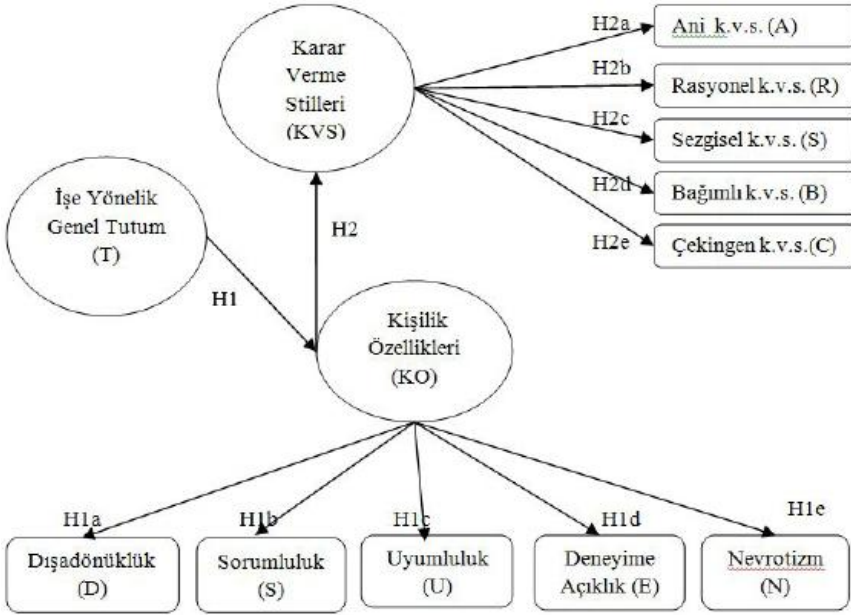 Karar
Verme
Stilleri
(KVS)
H2a
Ani k.v.s. (A)
H2b
Rasyonel k.v.s. (R)
H2c
Sezgisel k.v.s. (S)
H2d
Bağımlı k.v.s. (B)
H2e
Çekingen k.v.s.(C)
İşe Yönelik
Genel Tutum
(T)
H2
H1
Kişilik
Özellikleri
(KO)
H1a
H1b
H1c
H1d
H1e
Dışadönüklük
(D)
Sorumluluk
(S)
Uyumluluk
(U)
Deneyime
Açıklık (E)
Nevrotizm
(N)